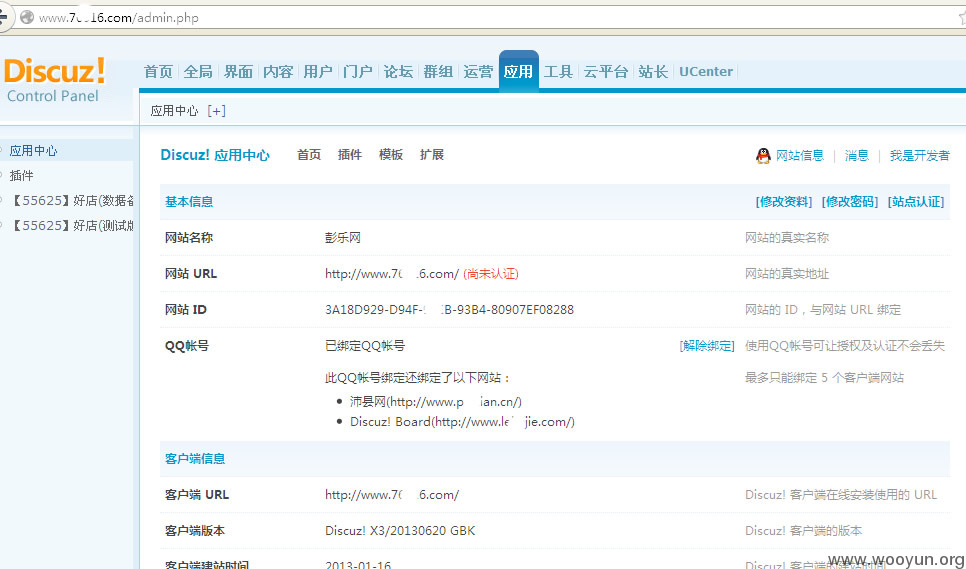 www.7 16.com/admin.php
Discuz!
Control Panel
首页 全局 界面 内容 用户 门户 论坛 群组 运营 应用 工具 云平台 站长 UCenter
应用中心 [+]
应用中心
插件
【55625】好店(数据备
【55625】好店(测试版
Discuz! 应用中心 首页 插件 模板 扩展 网站信息 | 消息 | 我是开发者
基本信息 [修改资料] [修改密码] [站点认证]
网站名称 彭乐网 网站的真实名称
网站 URL http://www.7 6.com/ (尚未认证) 网站的真实地址
网站 ID 3A18D929-D94F- B-93B4-80907EF08288 网站的 ID，与网站 URL 绑定
QQ帐号 已绑定QQ帐号 [解除绑定] 使用QQ帐号可让授权及认证不会丢失
此QQ帐号绑定还绑定了以下网站： 最多只能绑定 5 个客户端网站
沛县网(http://www.p ian.cn/)
Discuz! Board(http://www.le jie.com/)
客户端信息
客户端 URL http://www.7 6.com/ Discuz! 客户端在线安装使用的 URL
客户端版本 Discuz! X3/20130620 GBK Discuz! 客户端的版本
客户端建站时间 2013-01-16 Discuz! 客户端的建站时间
www.wooyun.org